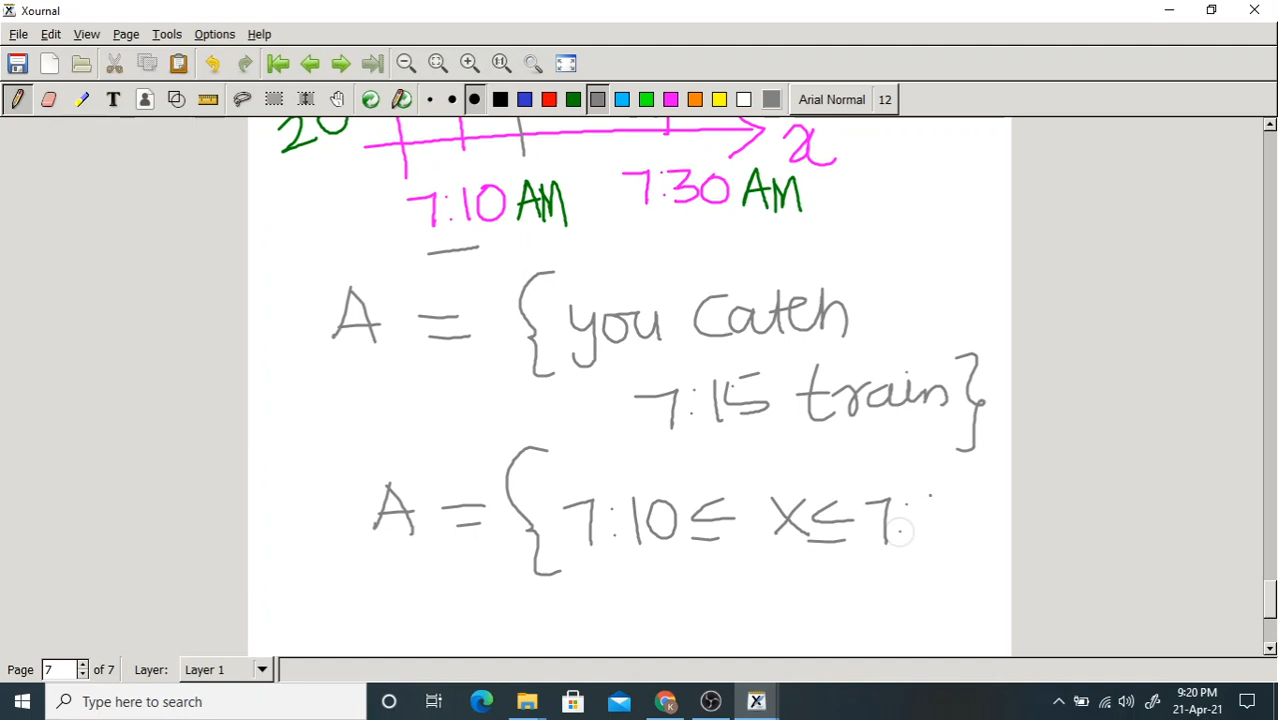 Xournal
File Edit View Page Tools Options Help
Arial Normal 12
20
x
7:10 AM 7:30 AM
A = {you catch
7:15 train}
A = { 7:10 ≤ X ≤ 7:
Page 7 of 7 Layer: Layer 1
Type here to search
9:20 PM
21-Apr-21